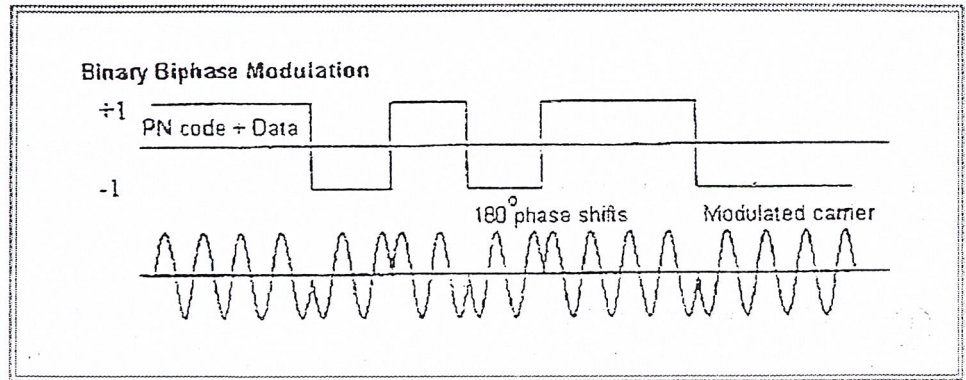 Binary Biphase Modulation
+1
PN code + Data
-1
180° phase shifts
Modulated carrier